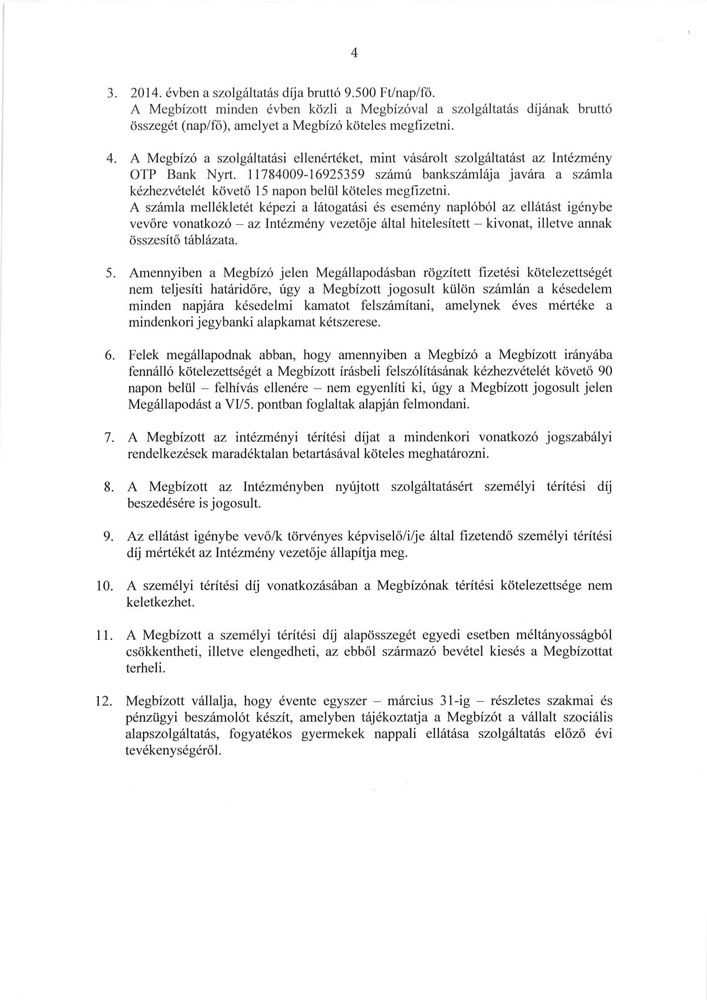 4
3. 2014. évben a szolgáltatás díja bruttó 9.500 Ft/nap/fő.
A Megbízott minden évben közli a Megbízóval a szolgáltatás díjának bruttó
összegét (nap/fő), amelyet a Megbízó köteles megfizetni.
4. A Megbízó a szolgáltatási ellenértéket, mint vásárolt szolgáltatást az Intézmény
OTP Bank Nyrt. 11784009-16925359 számú bankszámlája javára a számla
kézhezvételét követő 15 napon belül köteles megfizetni.
A számla mellékletét képezi a látogatási és esemény naplóból az ellátást igénybe
vevőre vonatkozó – az Intézmény vezetője által hitelesített – kivonat, illetve annak
összesítő táblázata.
5. Amennyiben a Megbízó jelen Megállapodásban rögzített fizetési kötelezettségét
nem teljesíti határidőre, úgy a Megbízott jogosult külön számlán a késedelem
minden napjára késedelmi kamatot felszámítani, amelynek éves mértéke a
mindenkori jegybanki alapkamat kétszerese.
6. Felek megállapodnak abban, hogy amennyiben a Megbízó a Megbízott irányába
fennálló kötelezettségét a Megbízott írásbeli felszólításának kézhezvételét követő 90
napon belül – felhívás ellenére – nem egyenlíti ki, úgy a Megbízott jogosult jelen
Megállapodást a VI/5. pontban foglaltak alapján felmondani.
7. A Megbízott az intézményi térítési díjat a mindenkori vonatkozó jogszabályi
rendelkezések maradéktalan betartásával köteles meghatározni.
8. A Megbízott az Intézményben nyújtott szolgáltatásért személyi térítési díj
beszedésére is jogosult.
9. Az ellátást igénybe vevő/k törvényes képviselő/i/je által fizetendő személyi térítési
díj mértékét az Intézmény vezetője állapítja meg.
10. A személyi térítési díj vonatkozásában a Megbízónak térítési kötelezettsége nem
keletkezhet.
11. A Megbízott a személyi térítési díj alapösszegét egyedi esetben méltányosságból
csökkentheti, illetve elengedheti, az ebből származó bevétel kiesés a Megbízottat
terheli.
12. Megbízott vállalja, hogy évente egyszer – március 31-ig – részletes szakmai és
pénzügyi beszámolót készít, amelyben tájékoztatja a Megbízót a vállalt szociális
alapszolgáltatás, fogyatékos gyermekek nappali ellátása szolgáltatás előző évi
tevékenységéről.